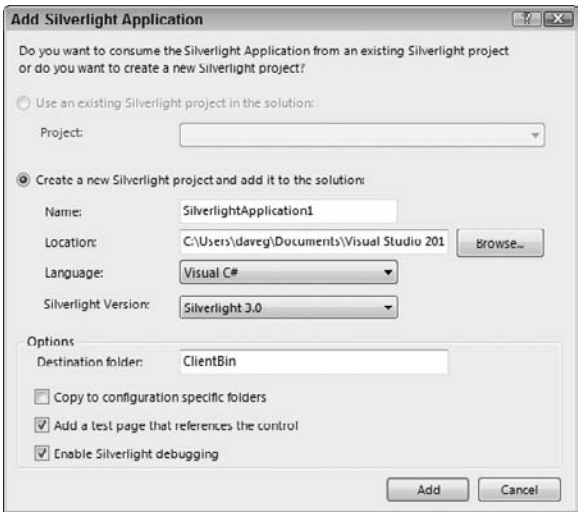 Add Silverlight Application
Do you want to consume the Silverlight Application from an existing Silverlight project
or do you want to create a new Silverlight project?
Use an existing Silverlight project in the solution:
Project:
Create a new Silverlight project and add it to the solution:
Name: SilverlightApplication1
Location: C:\Users\daveg\Documents\Visual Studio 201 Browse...
Language: Visual C#
Silverlight Version: Silverlight 3.0
Options
Destination folder: ClientBin
Copy to configuration specific folders
Add a test page that references the control
Enable Silverlight debugging
Add Cancel